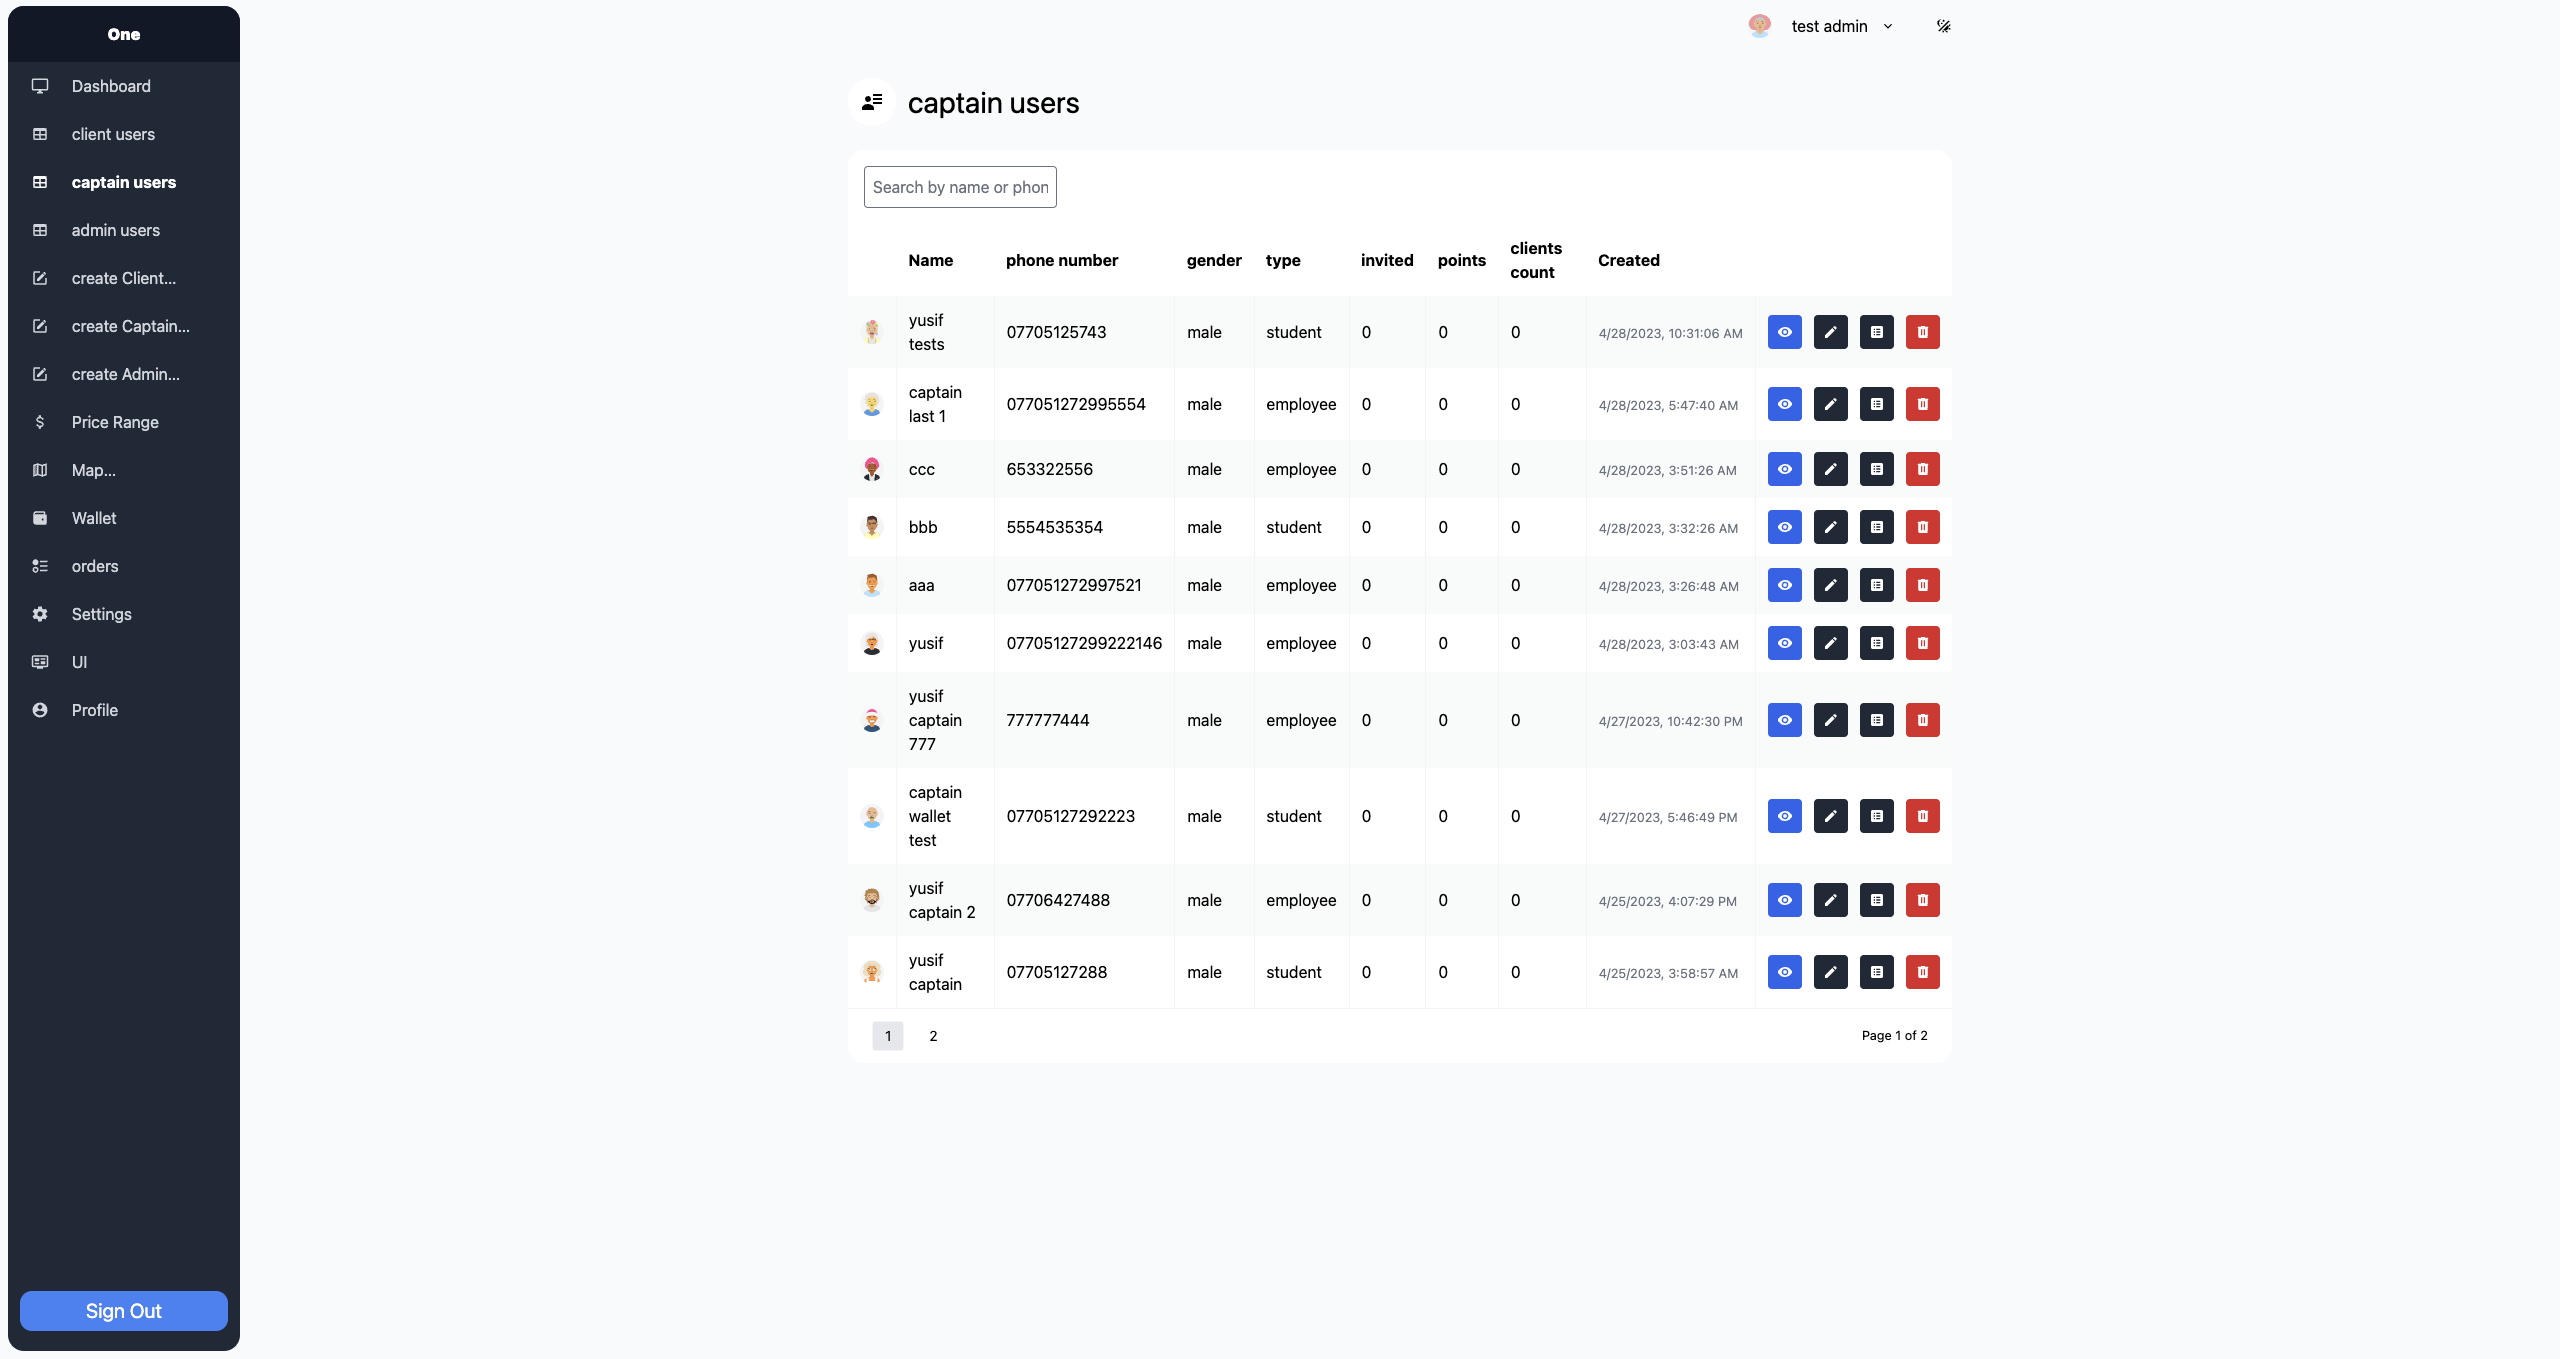 One
Dashboard
client users
captain users
admin users
create Client...
create Captain...
create Admin...
Price Range
Map...
Wallet
orders
Settings
UI
Profile
Sign Out
test admin
captain users
Search by name or phon
Name phone number gender type invited points clients count Created
yusif tests 07705125743 male student 0 0 0 4/28/2023, 10:31:06 AM
captain last 1 077051272995554 male employee 0 0 0 4/28/2023, 5:47:40 AM
ccc 653322556 male employee 0 0 0 4/28/2023, 3:51:26 AM
bbb 5554535354 male student 0 0 0 4/28/2023, 3:32:26 AM
aaa 077051272997521 male employee 0 0 0 4/28/2023, 3:26:48 AM
yusif 07705127299222146 male employee 0 0 0 4/28/2023, 3:03:43 AM
yusif captain 777 777777444 male employee 0 0 0 4/27/2023, 10:42:30 PM
captain wallet test 07705127292223 male student 0 0 0 4/27/2023, 5:46:49 PM
yusif captain 2 07706427488 male employee 0 0 0 4/25/2023, 4:07:29 PM
yusif captain 07705127288 male student 0 0 0 4/25/2023, 3:58:57 AM
1 2 Page 1 of 2